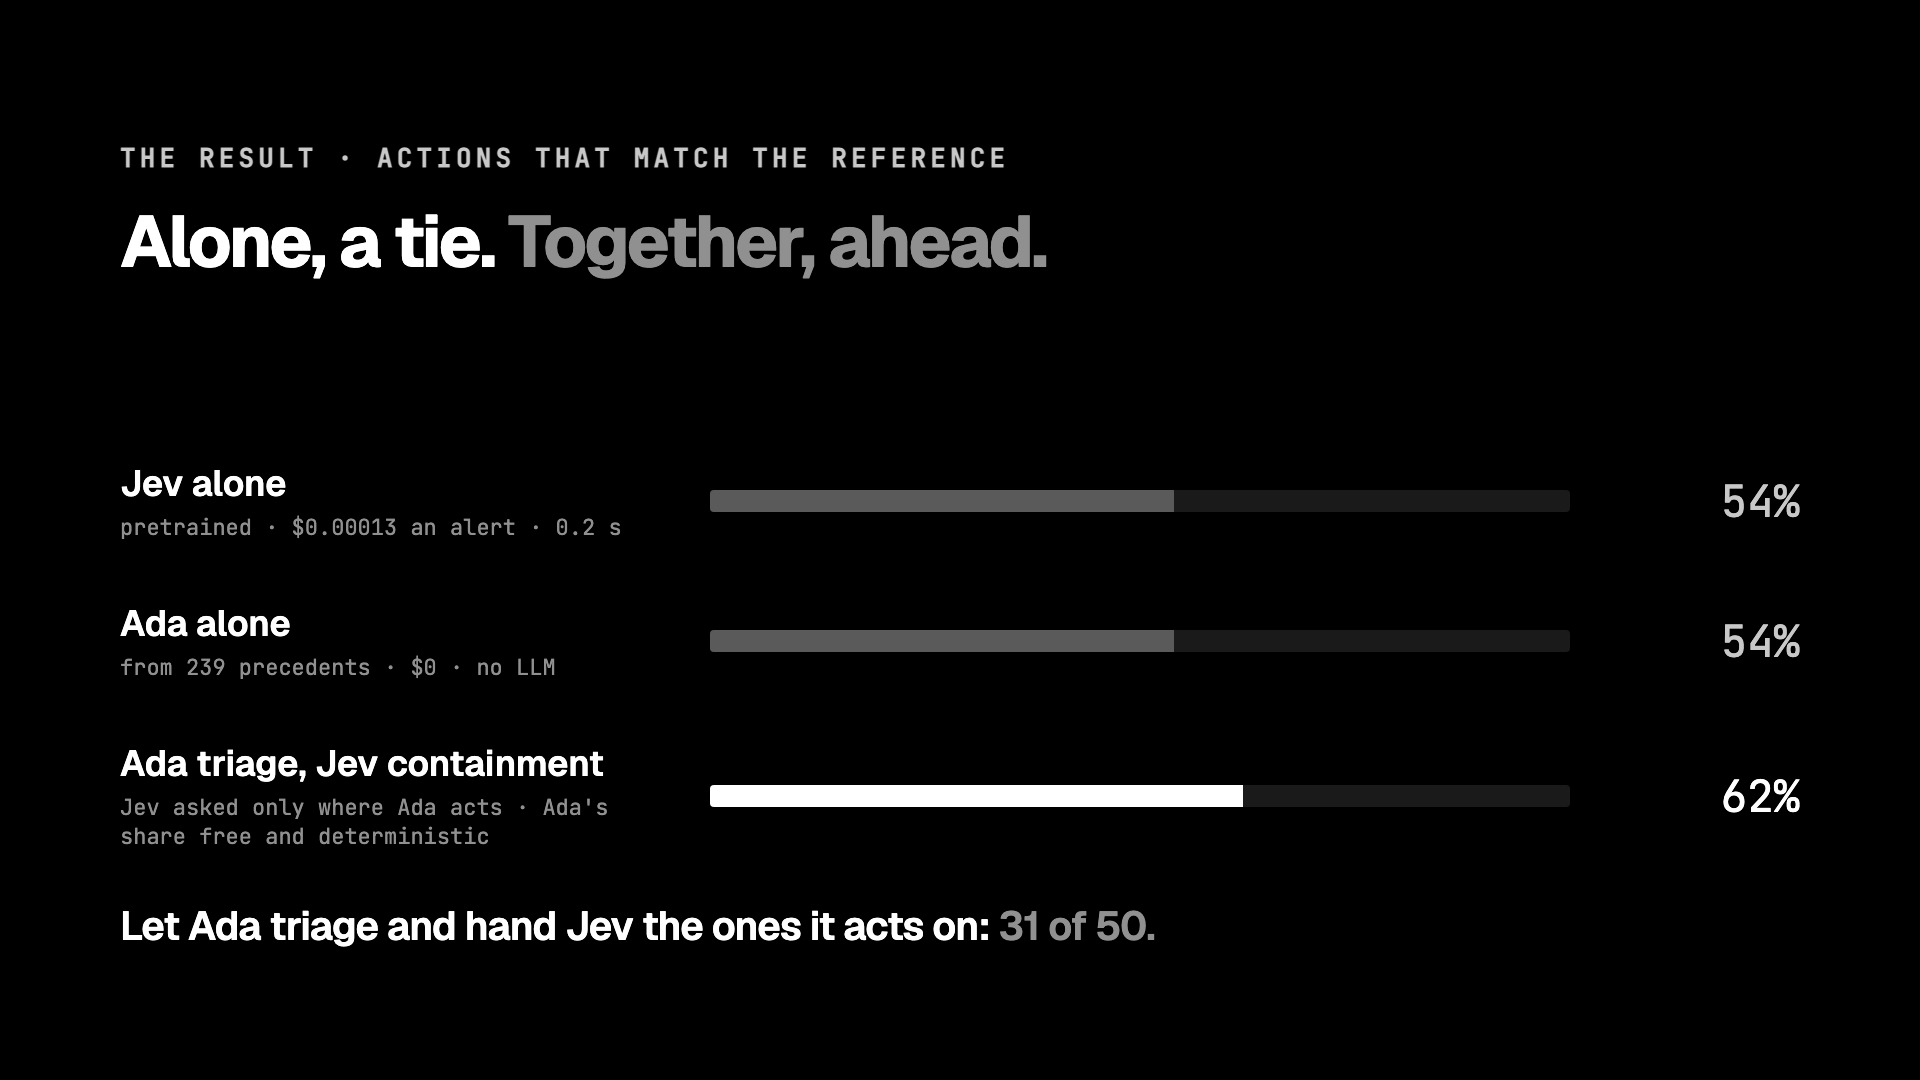 THE RESULT · ACTIONS THAT MATCH THE REFERENCE
Alone, a tie. Together, ahead.
Jev alone
pretrained · $0.00013 an alert · 0.2 s
54%
Ada alone
from 239 precedents · $0 · no LLM
54%
Ada triage, Jev containment
Jev asked only where Ada acts · Ada's
share free and deterministic
62%
Let Ada triage and hand Jev the ones it acts on: 31 of 50.